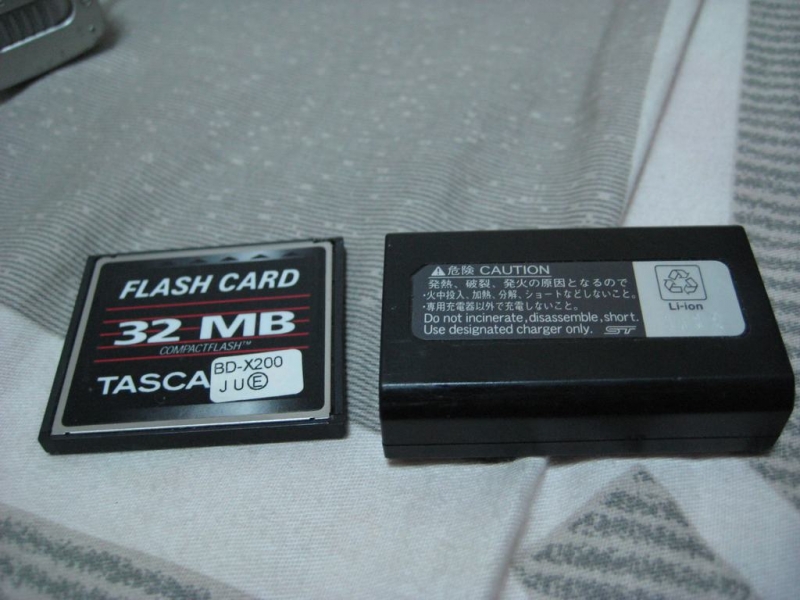 FLASH CARD
32 MB
COMPACTFLASH™
TASCA
BD-X200
J U Ⓔ
⚠危険 CAUTION
発熱、破裂、発火の原因となるので
・火中投入、加熱、分解、ショートなどしないこと。
・専用充電器以外で充電しないこと。
Do not incinerate, disassemble, short.
Use designated charger only. ST
Li-ion